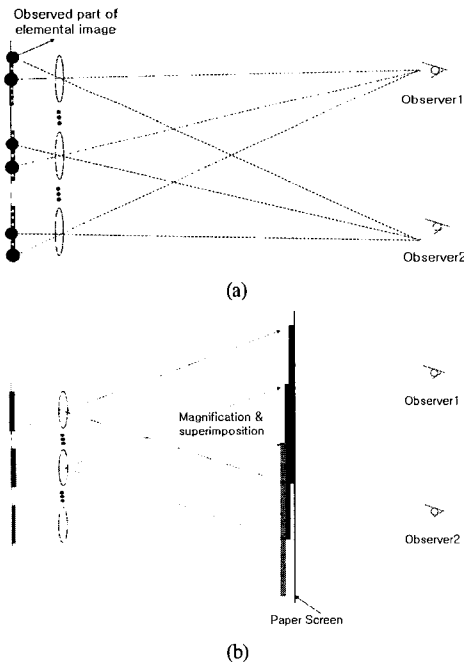 Observed part of
elemental image
Observer1
Observer2
(a)
Magnification &
superimposition
Observer1
Observer2
Paper Screen
(b)